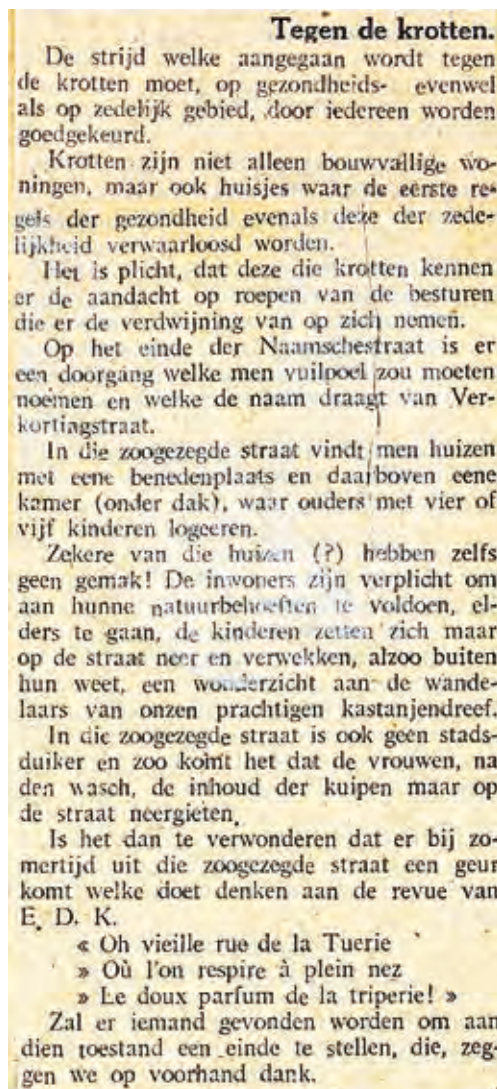 Tegen de krotten.
De strijd welke aangegaan wordt tegen
de krotten moet, op gezondheids- evenwel
als op zedelijk gebied, door iedereen worden
goedgekeurd.
Krotten zijn niet alleen bouwvallige wo-
ningen, maar ook huisjes waar de eerste re-
gels der gezondheid evenals deze der zede-
lijkheid verwaarloosd worden.
Het is plicht, dat deze die krotten kennen
er de aandacht op roepen van de besturen
die er de verdwijning van op zich nemen.
Op het einde der Naamschestraat is er
een doorgang welke men vuilpoel zou moeten
noemen en welke de naam draagt van Ver-
kortingstraat.
In die zoogezegde straat vindt men huizen
met eene benedenplaats en daarboven eene
kamer (onder dak), waar ouders met vier of
vijf kinderen logeeren.
Zekere van die huizen (?) hebben zelfs
geen gemak! De inwoners zijn verplicht om
aan hunne natuurbehoeften te voldoen, el-
ders te gaan, de kinderen zetten zich maar
op de straat neer en verwekken, alzoo buiten
hun weet, een wonderzicht aan de wande-
laars van onzen prachtigen kastanjendreef.
In die zoogezegde straat is ook geen stads-
duiker en zoo komt het dat de vrouwen, na
den wasch, de inhoud der kuipen maar op
de straat neergieten.
Is het dan te verwonderen dat er bij zo-
mertijd uit die zoogezegde straat een geur
komt welke doet denken aan de revue van
E. D. K.
« Oh vieille rue de la Tuerie
» Où l'on respire à plein nez
» Le doux parfum de la triperie! »
Zal er iemand gevonden worden om aan
dien toestand een einde te stellen, die, zeg-
gen we op voorhand dank.